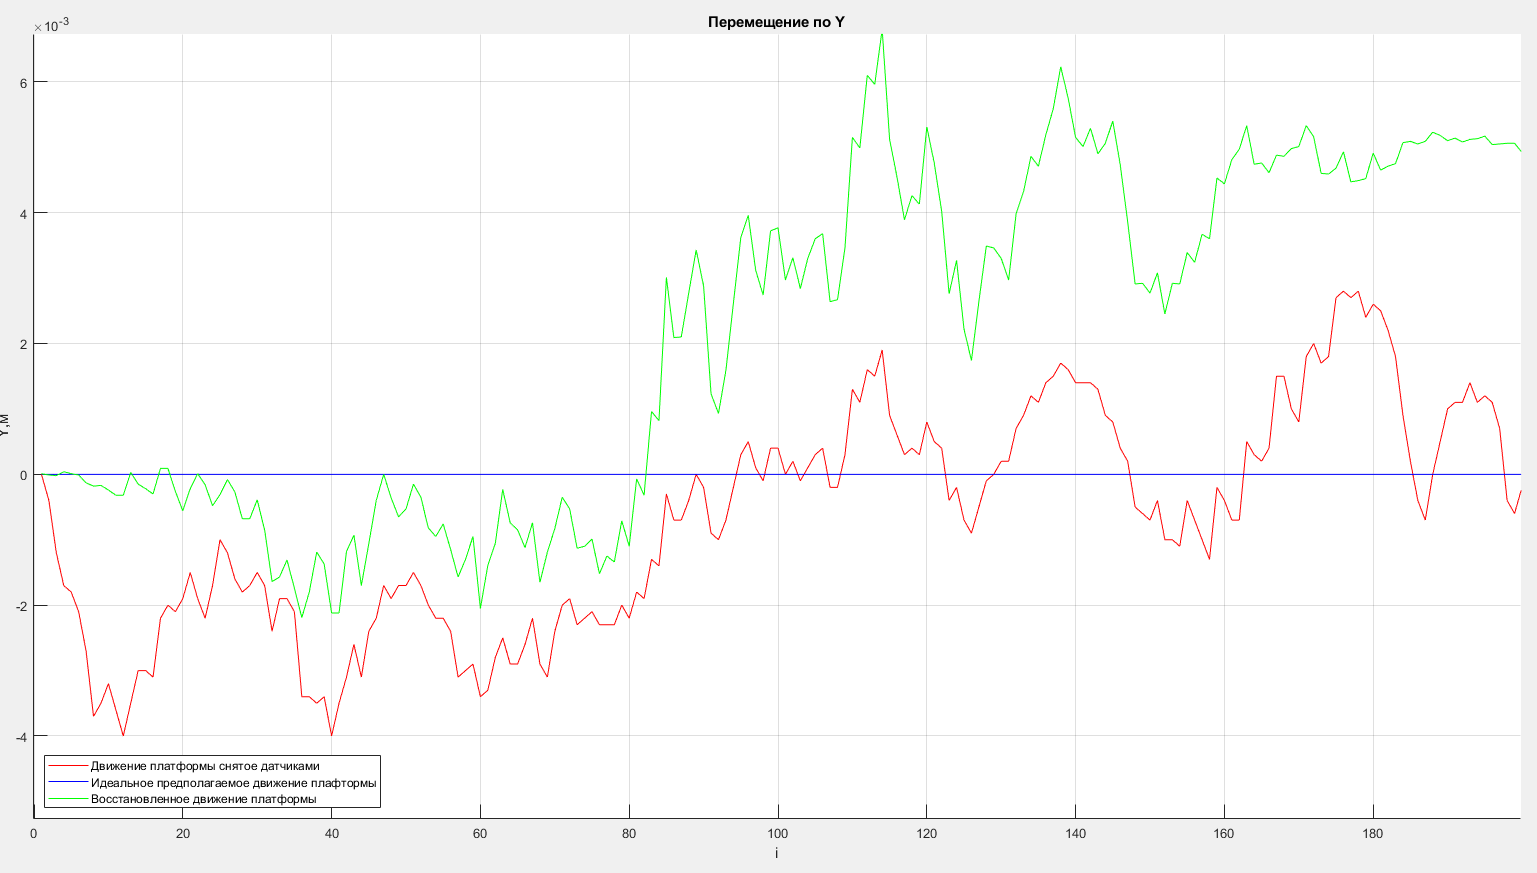 Перемещение по Y
×10-3
6
4
2
0
-2
-4
Y,м
Движение платформы снятое датчиками
Идеальное предполагаемое движение плафтормы
Восстановленное движение платформы
0 20 40 60 80 100 120 140 160 180
i